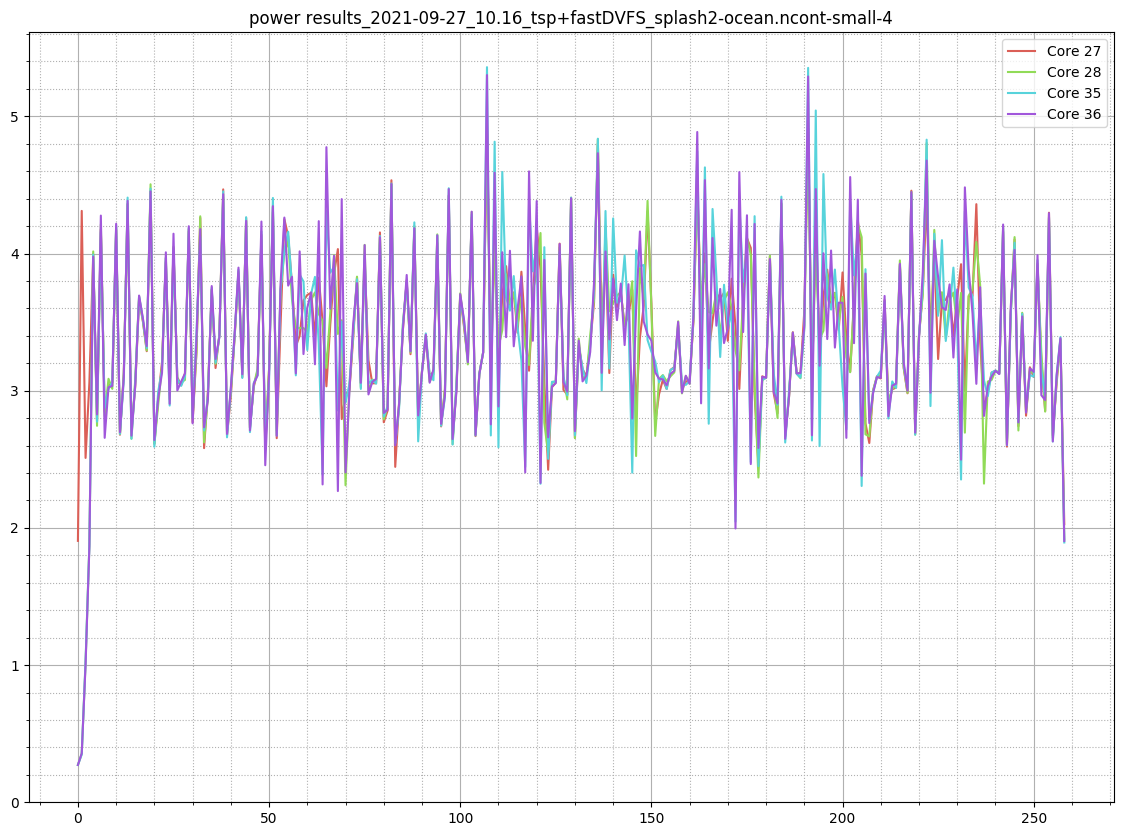 power results_2021-09-27_10.16_tsp+fastDVFS_splash2-ocean.ncont-small-4
Core 27
Core 28
Core 35
Core 36
5
4
3
2
1
0
0 50 100 150 200 250